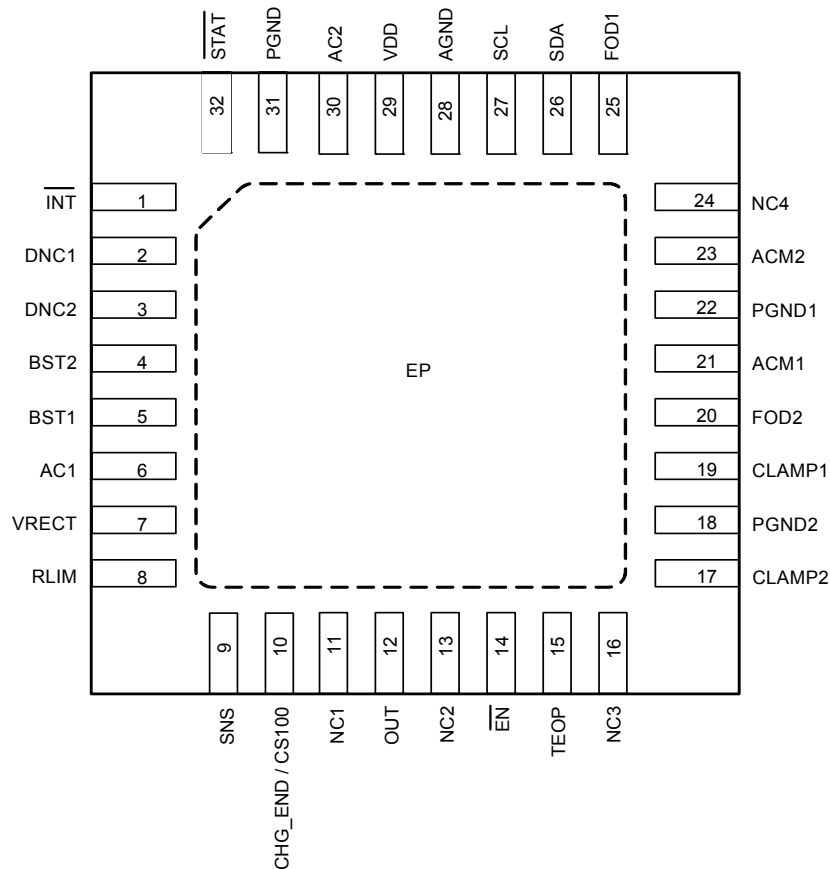 STAT
PGND
AC2
VDD
AGND
SCL
SDA
FOD1
32
31
30
29
28
27
26
25
INT 1
DNC1 2
DNC2 3
BST2 4
BST1 5
AC1 6
VRECT 7
RLIM 8
EP
24 NC4
23 ACM2
22 PGND1
21 ACM1
20 FOD2
19 CLAMP1
18 PGND2
17 CLAMP2
9
10
11
12
13
14
15
16
SNS
CHG_END / CS100
NC1
OUT
NC2
EN
TEOP
NC3